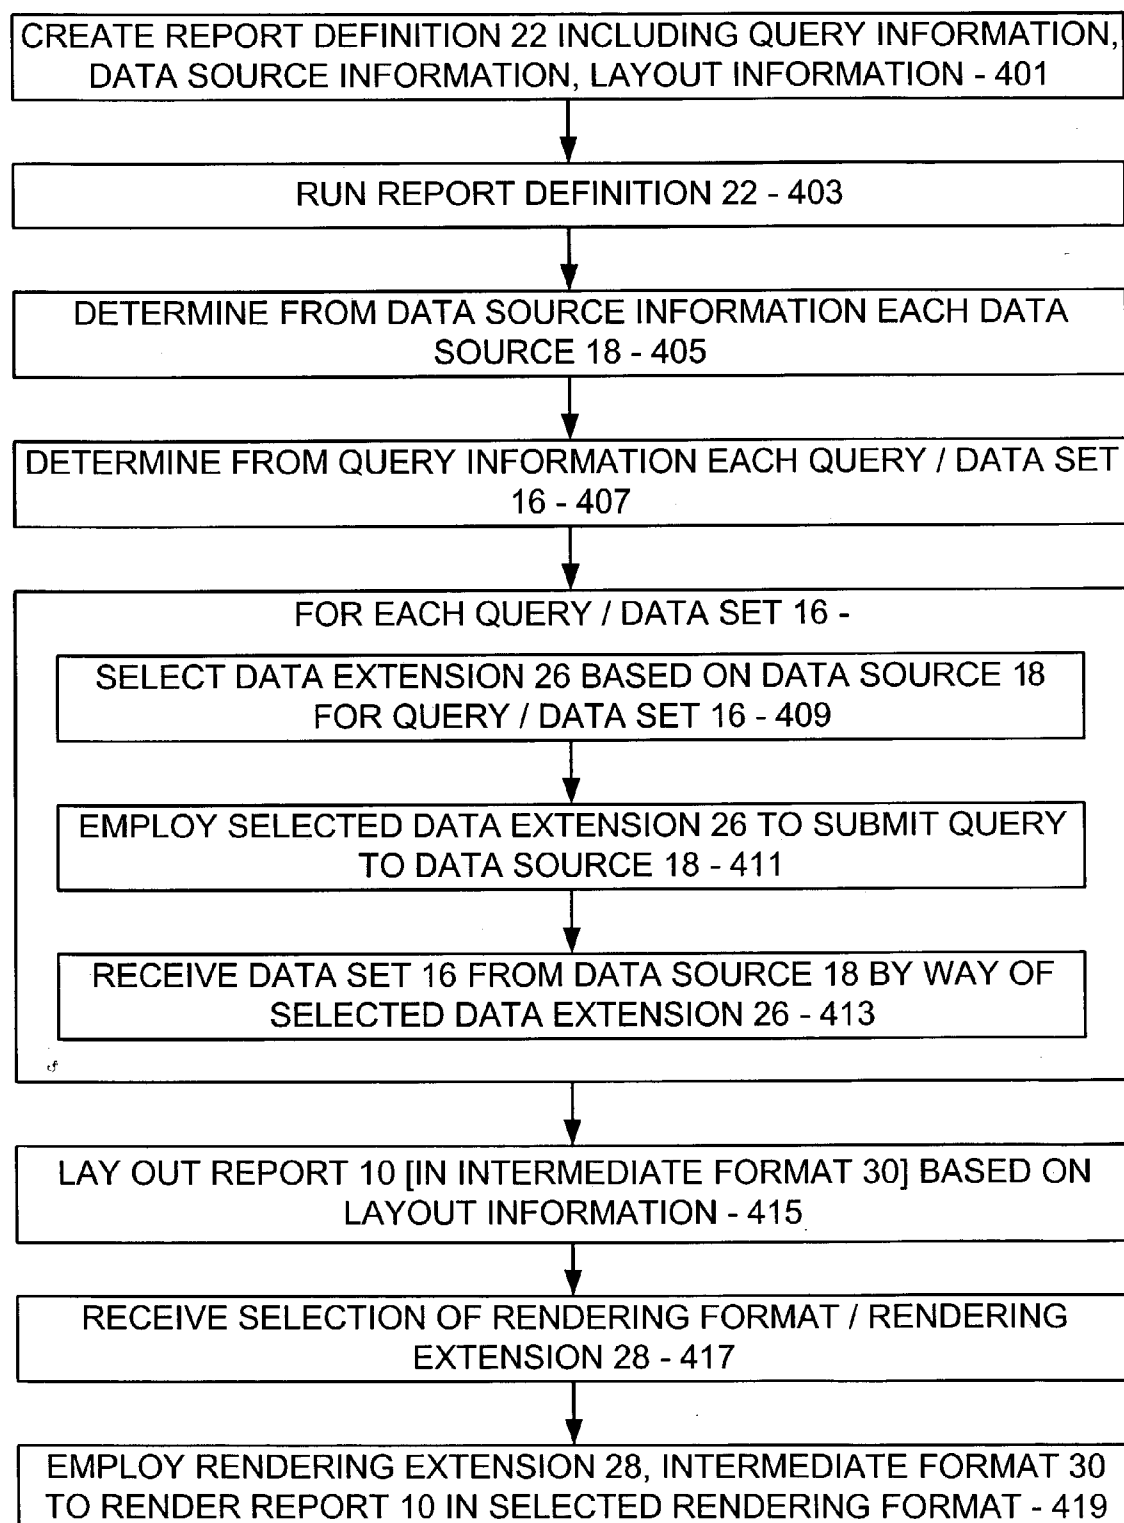 CREATE REPORT DEFINITION 22 INCLUDING QUERY INFORMATION,
DATA SOURCE INFORMATION, LAYOUT INFORMATION - 401
RUN REPORT DEFINITION 22 - 403
DETERMINE FROM DATA SOURCE INFORMATION EACH DATA
SOURCE 18 - 405
DETERMINE FROM QUERY INFORMATION EACH QUERY / DATA SET
16 - 407
FOR EACH QUERY / DATA SET 16 -
SELECT DATA EXTENSION 26 BASED ON DATA SOURCE 18
FOR QUERY / DATA SET 16 - 409
EMPLOY SELECTED DATA EXTENSION 26 TO SUBMIT QUERY
TO DATA SOURCE 18 - 411
RECEIVE DATA SET 16 FROM DATA SOURCE 18 BY WAY OF
SELECTED DATA EXTENSION 26 - 413
LAY OUT REPORT 10 [IN INTERMEDIATE FORMAT 30] BASED ON
LAYOUT INFORMATION - 415
RECEIVE SELECTION OF RENDERING FORMAT / RENDERING
EXTENSION 28 - 417
EMPLOY RENDERING EXTENSION 28, INTERMEDIATE FORMAT 30
TO RENDER REPORT 10 IN SELECTED RENDERING FORMAT - 419